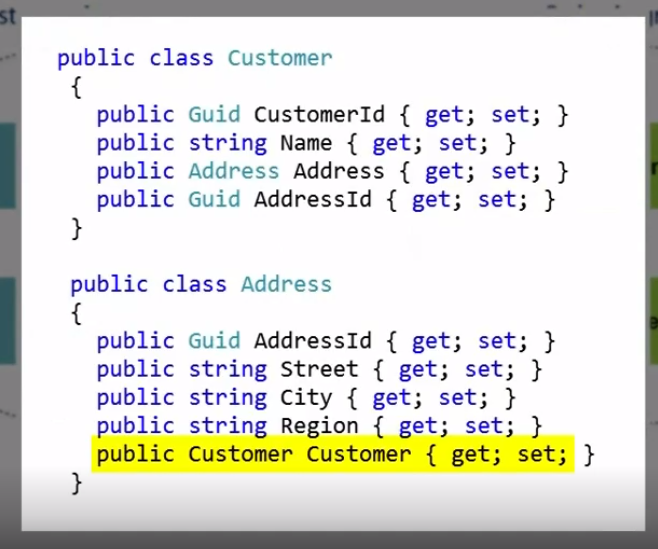 st
public class Customer
{
public Guid CustomerId { get; set; }
public string Name { get; set; }
public Address Address { get; set; }
public Guid AddressId { get; set; }
}
public class Address
{
public Guid AddressId { get; set; }
public string Street { get; set; }
public string City { get; set; }
public string Region { get; set; }
public Customer Customer { get; set; }
}